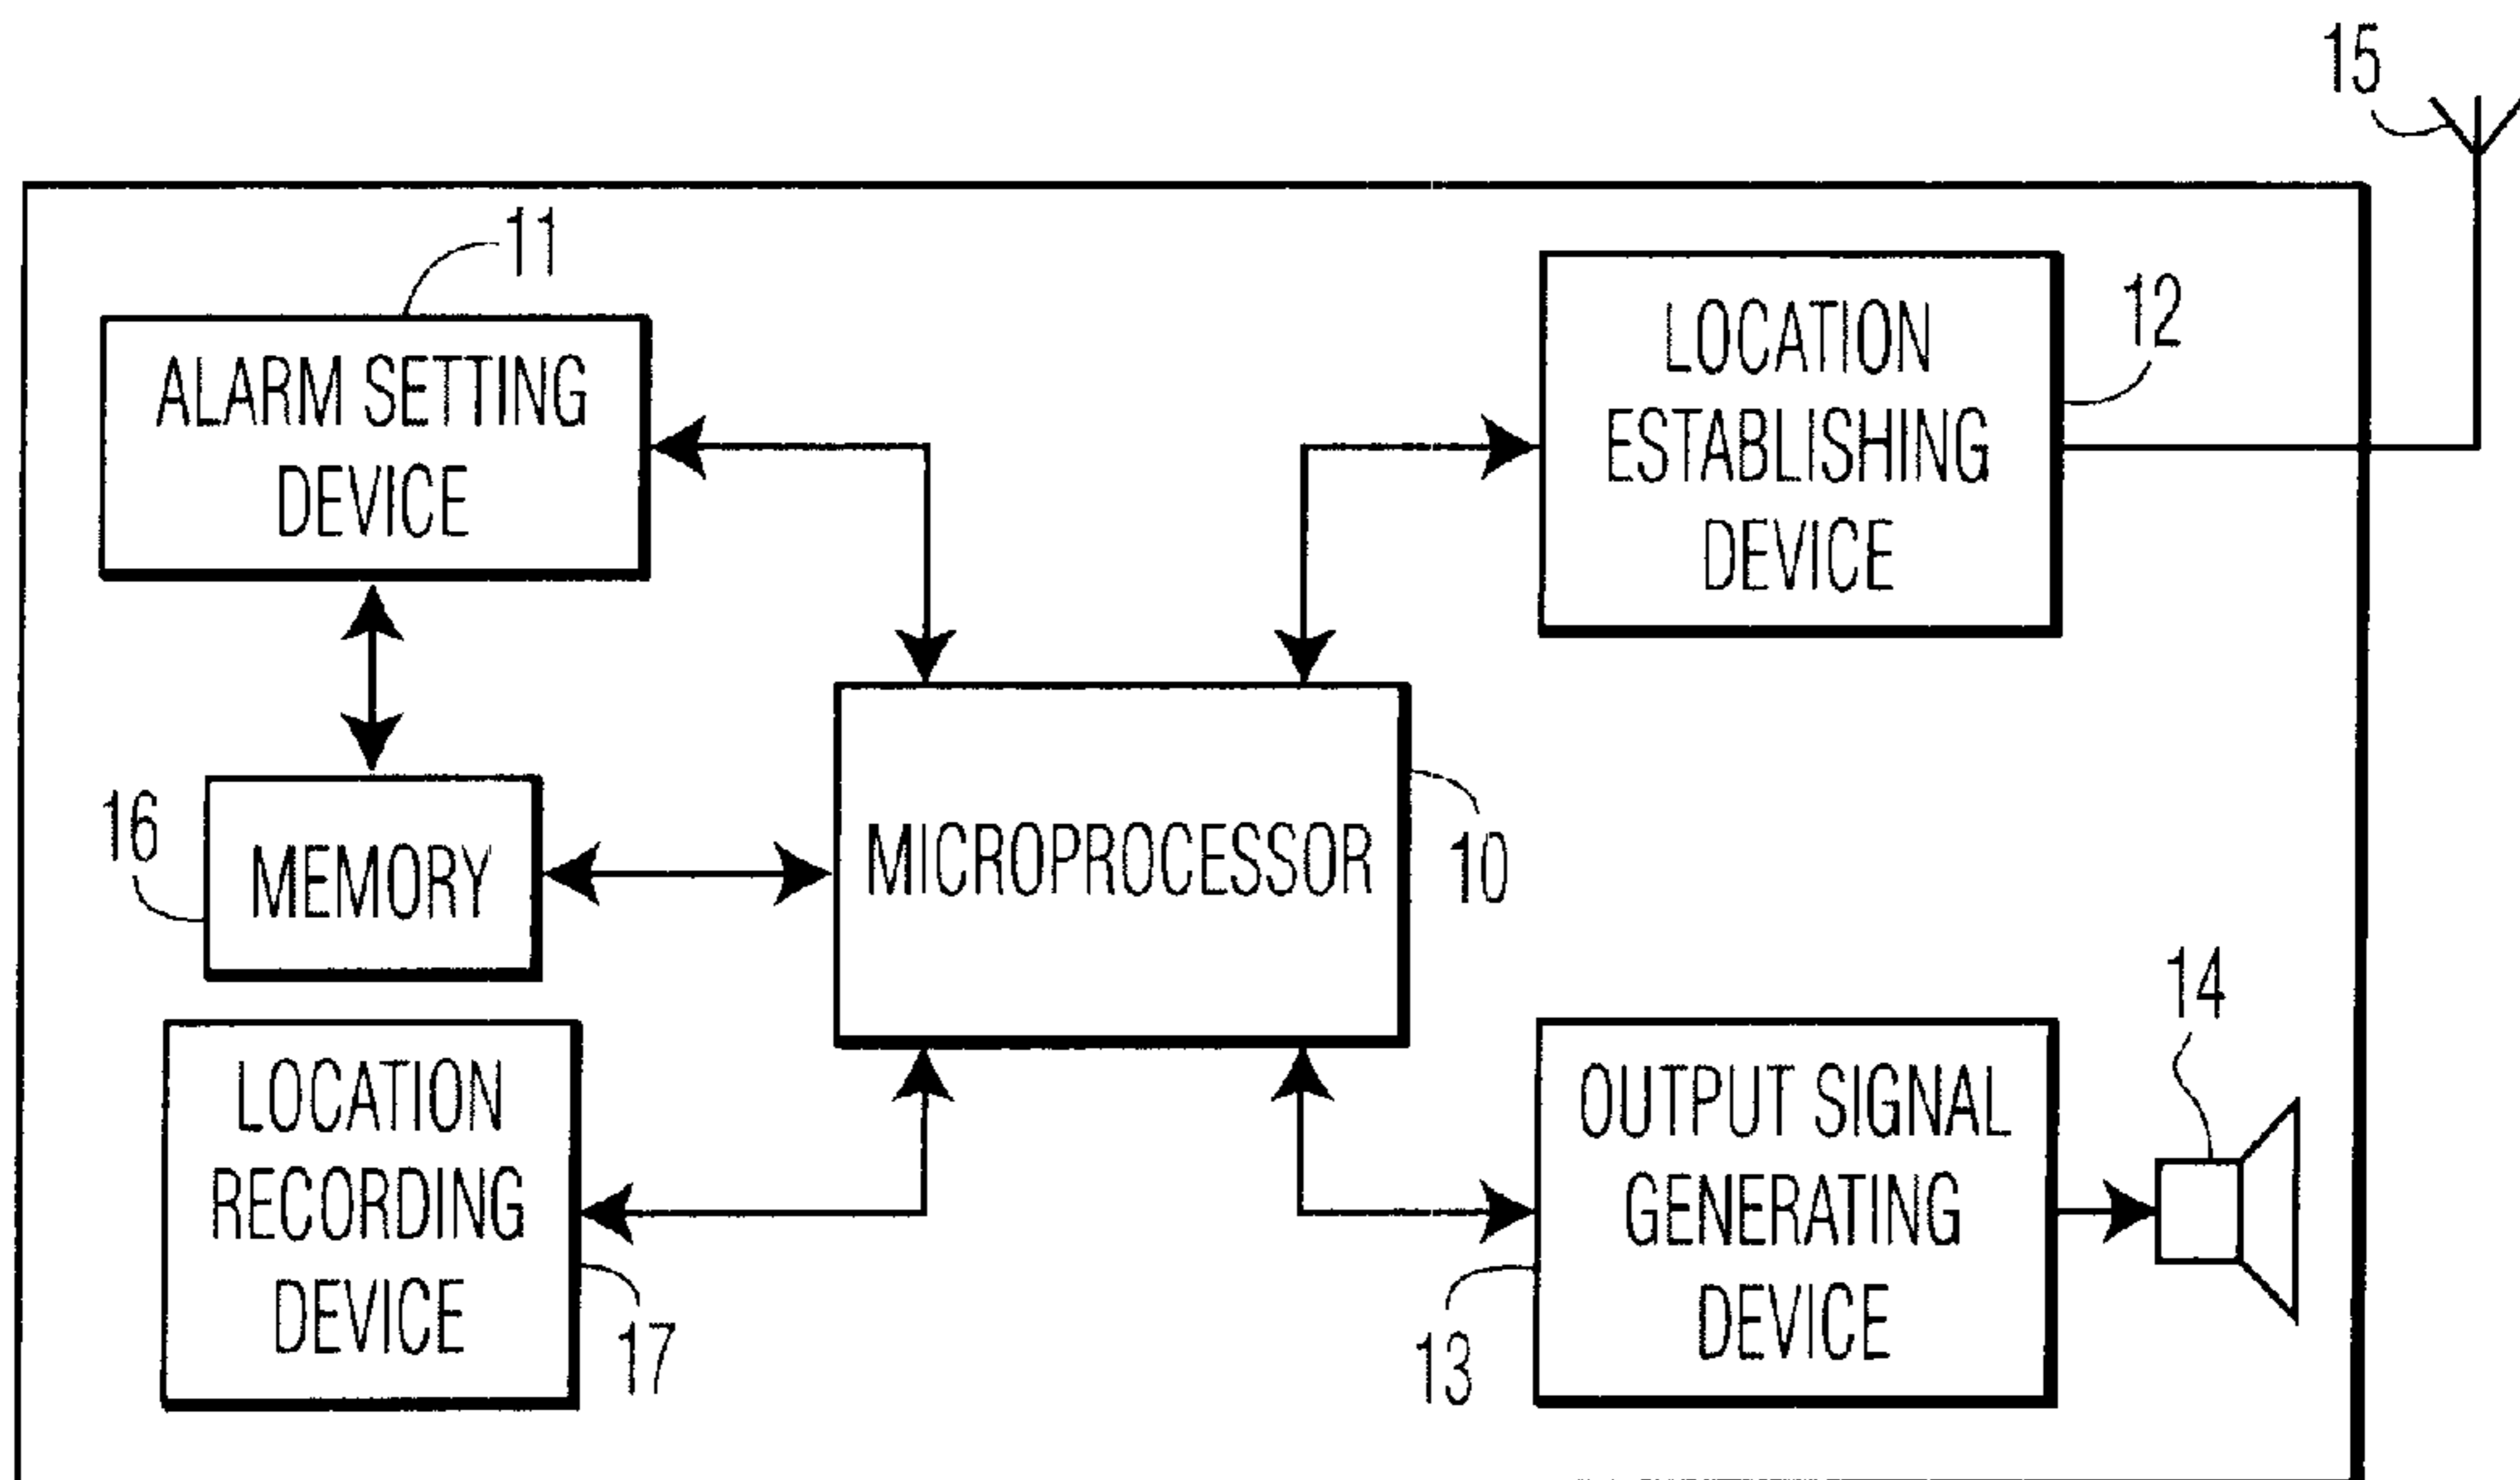 15
11
ALARM SETTING
DEVICE
LOCATION
ESTABLISHING
DEVICE
12
16
MEMORY
MICROPROCESSOR
10
LOCATION
RECORDING
DEVICE
17
OUTPUT SIGNAL
GENERATING
DEVICE
13
14